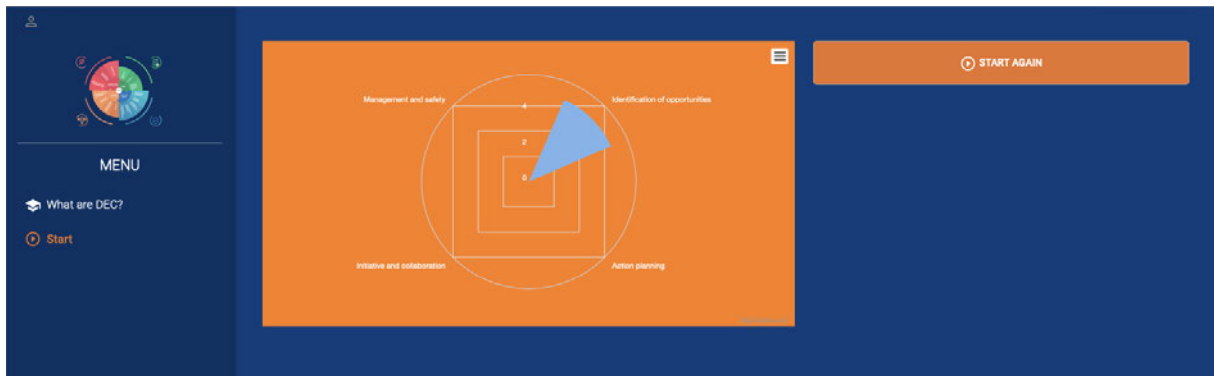 MENU
What are DEC?
Start
Management and safety
Identification of opportunities
4
2
0
Initiative and collaboration
Action planning
START AGAIN